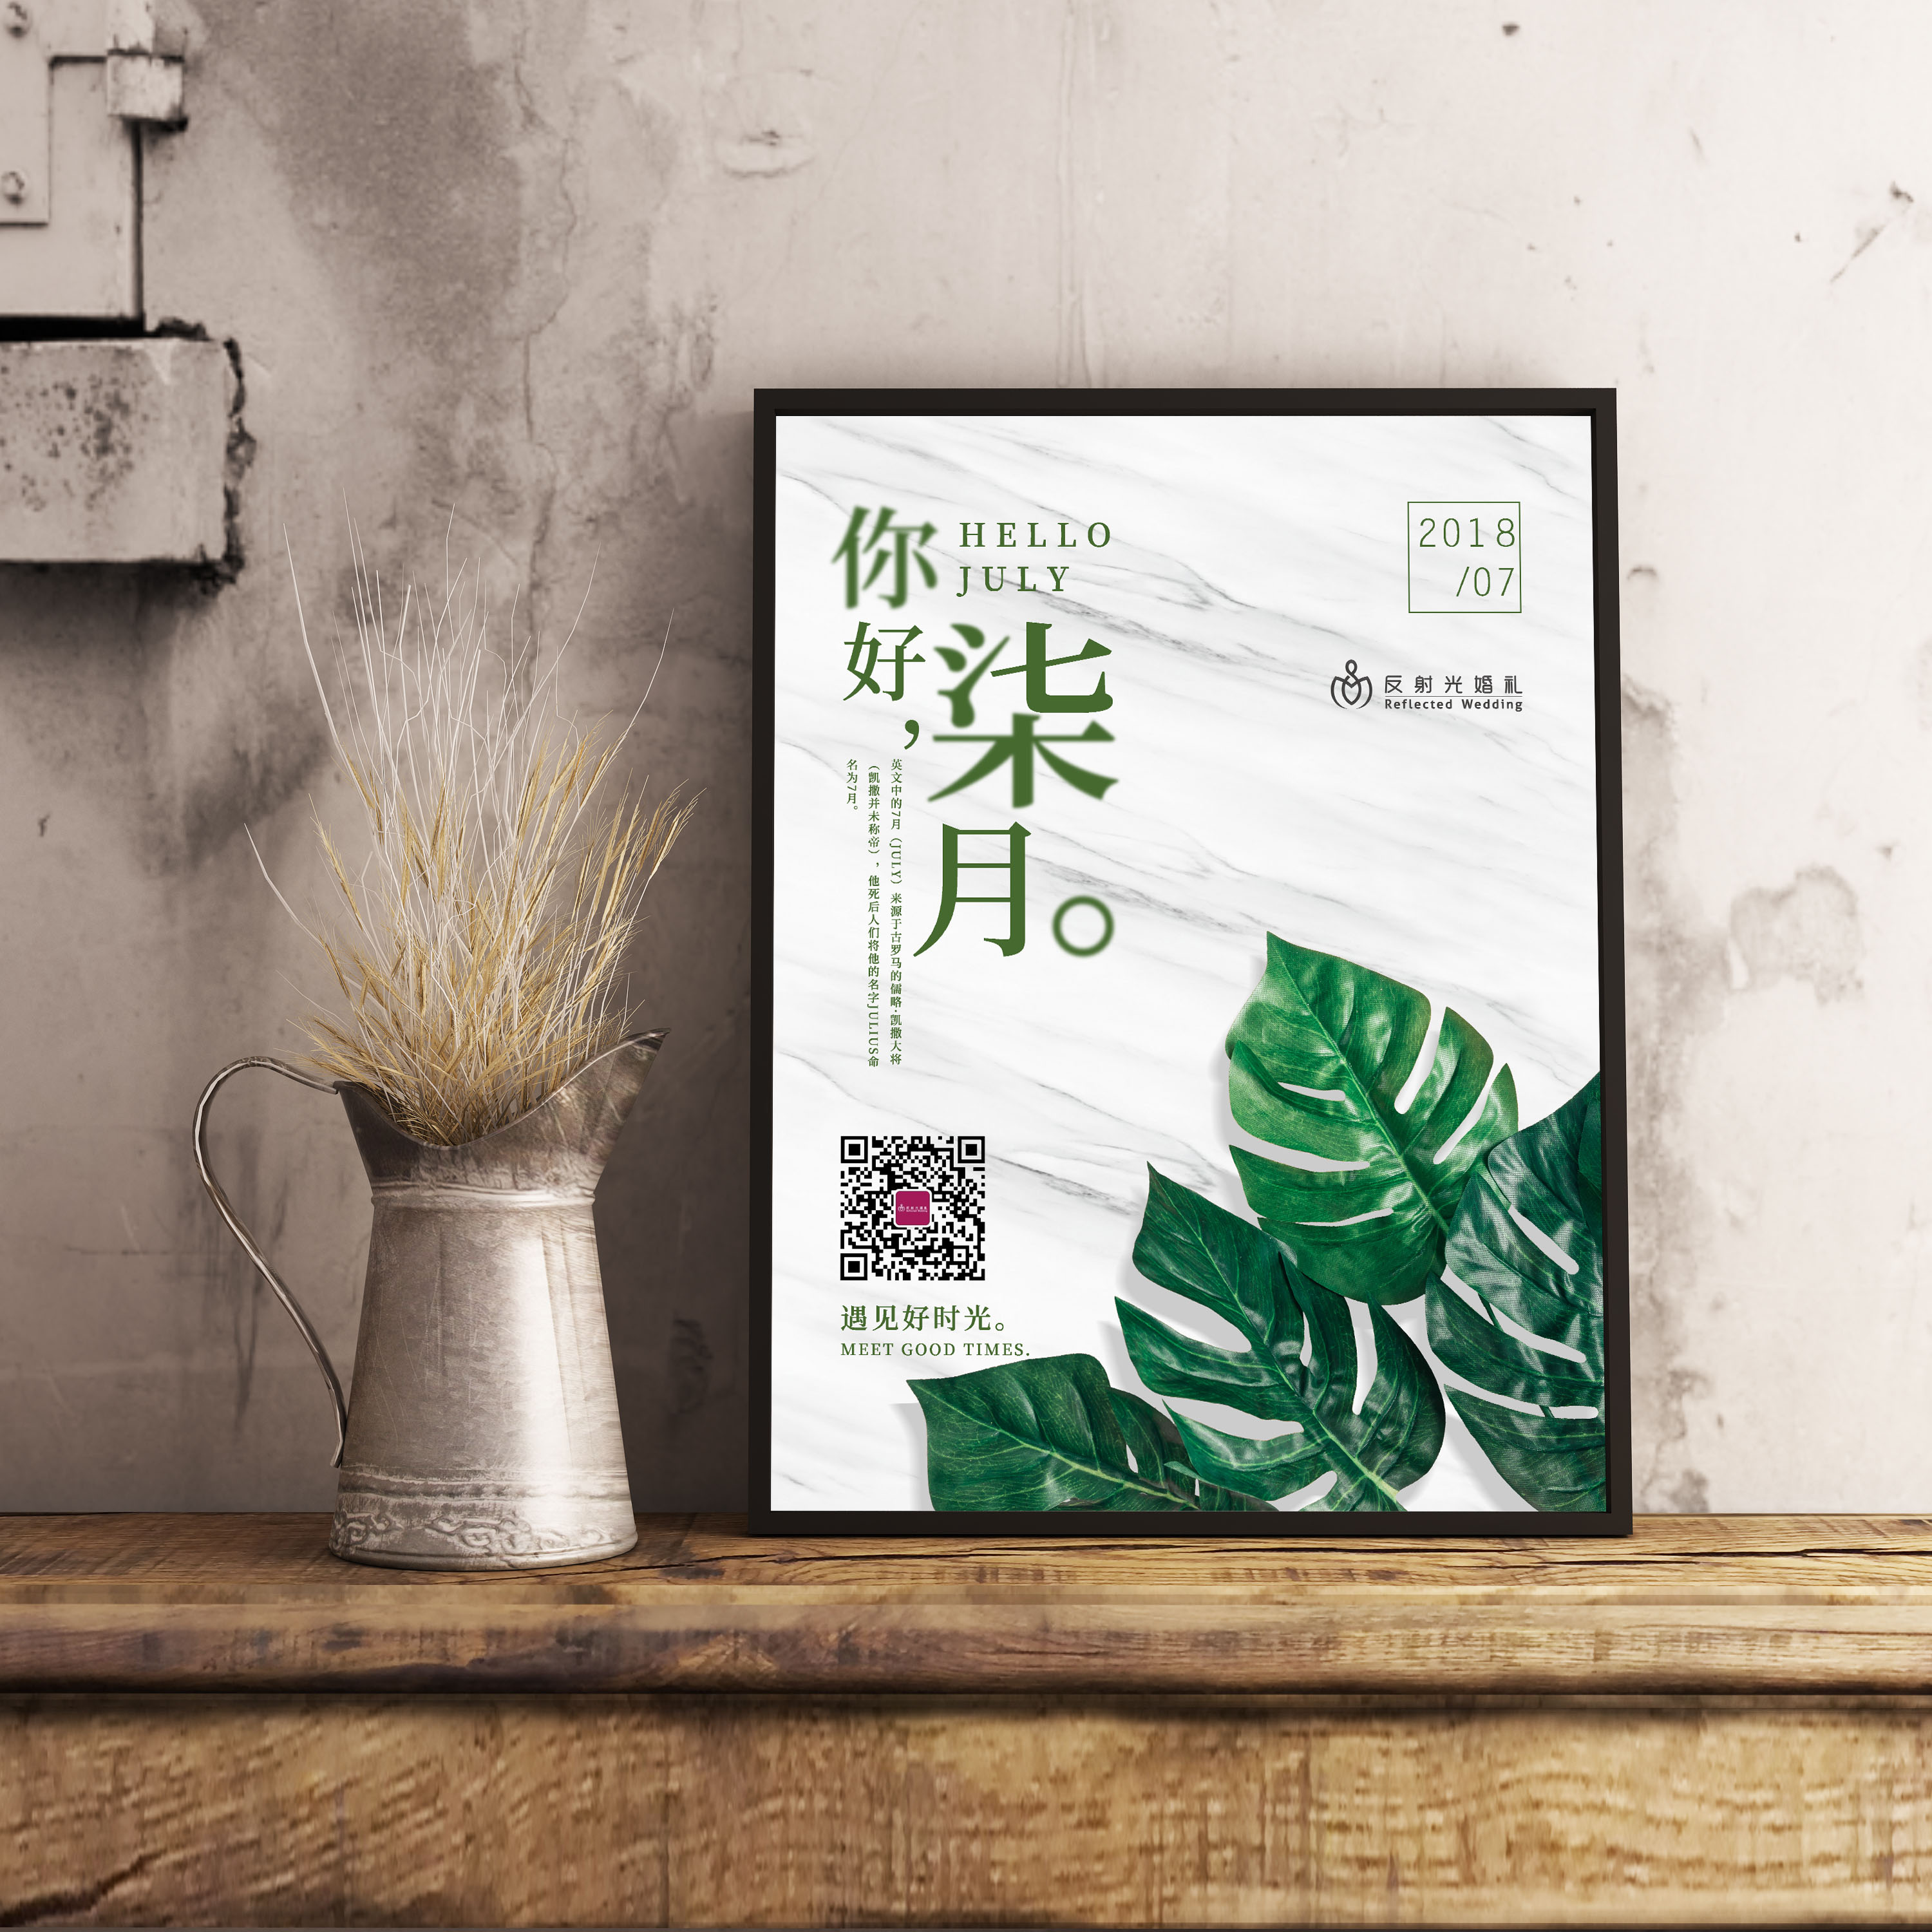 你
好，
HELLO
JULY
柒
月。
2018
/07
反射光婚礼
Reflected Wedding
英文中的7月（JULY）来源于古罗马的儒略·凯撒大将
（凯撒并未称帝），他死后人们将他的名字JULIUS命
名为7月。
遇见好时光。
MEET GOOD TIMES.